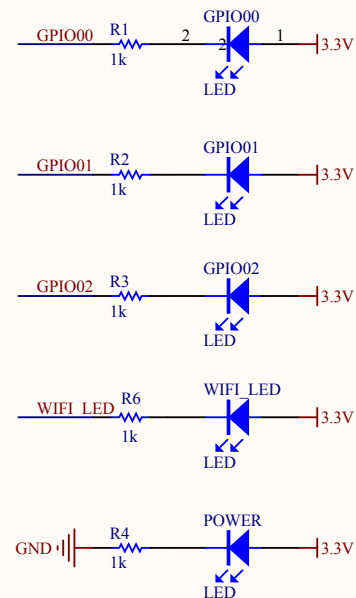 GPIO00
GPIO00 R1 2 2 1 3.3V
1k
LED
GPIO01
GPIO01 R2 3.3V
1k
LED
GPIO02
GPIO02 R3 3.3V
1k
LED
WIFI_LED
WIFI_LED R6 3.3V
1k
LED
POWER
GND R4 3.3V
1k
LED